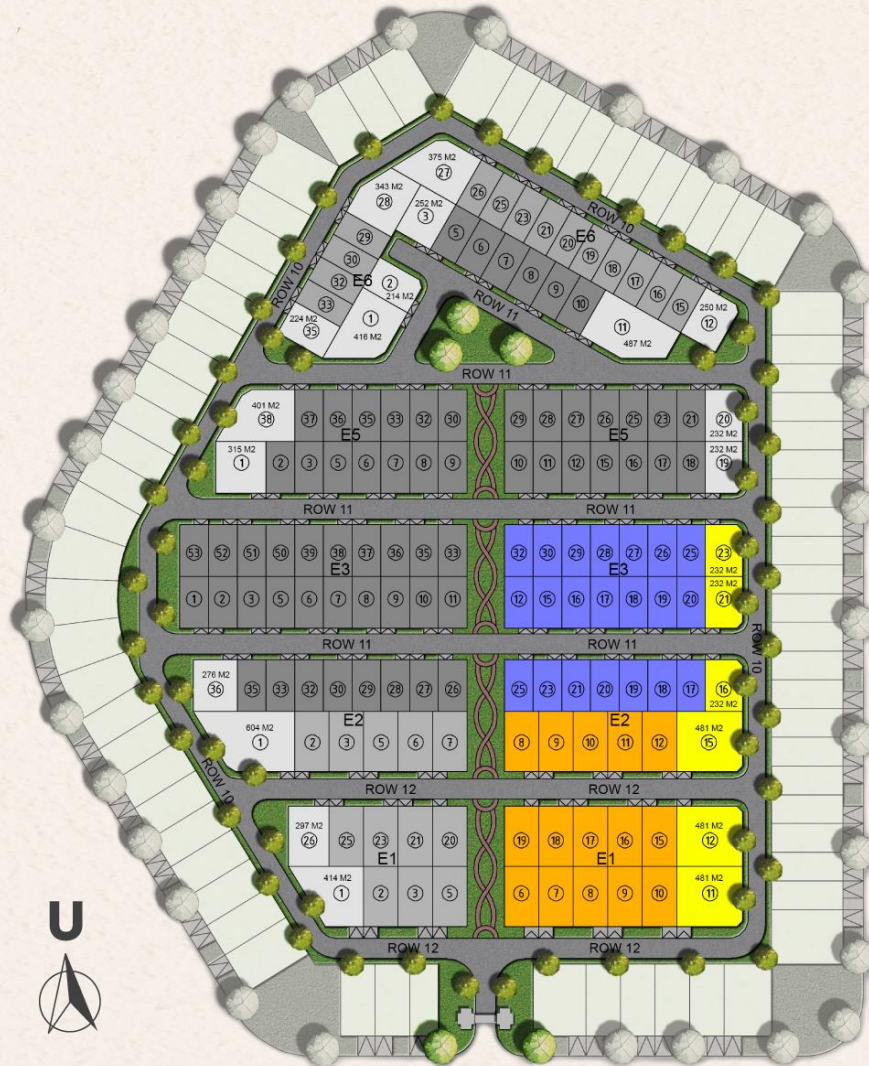 375 M2
27
343 M2
28
252 M2
3
26
25
23
21
20
19
18
17
16
15
ROW 10
E6
29
30
32
33
E6
ROW 10
5
6
7
8
9
10
2
214 M2
1
416 M2
224 M2
35
ROW 11
11
487 M2
250 M2
12
ROW 11
401 M2
38
37 36 35 33 32 30
29 28 27 26 25 23 21 20
232 M2
E5
E5
315 M2
1 2 3 5 6 7 8 9
10 11 12 15 16 17 18
232 M2
19
ROW 11
ROW 11
53 52 51 50 39 38 37 36 35 33
32 30 29 28 27 26 25 23
232 M2
E3
E3
1 2 3 5 6 7 8 9 10 11
12 15 16 17 18 19 20
232 M2
21
ROW 11
ROW 11
276 M2
36 35 33 32 30 29 28 27 26
25 23 21 20 19 18 17 16
232 M2
E2
E2
604 M2
1 2 3 5 6 7
8 9 10 11 12
481 M2
15
ROW 10
ROW 10
ROW 12
ROW 12
297 M2
26 25 23 21 20
19 18 17 16 15
481 M2
12
E1
E1
414 M2
1 2 3 5
6 7 8 9 10
481 M2
11
ROW 12
ROW 12
U